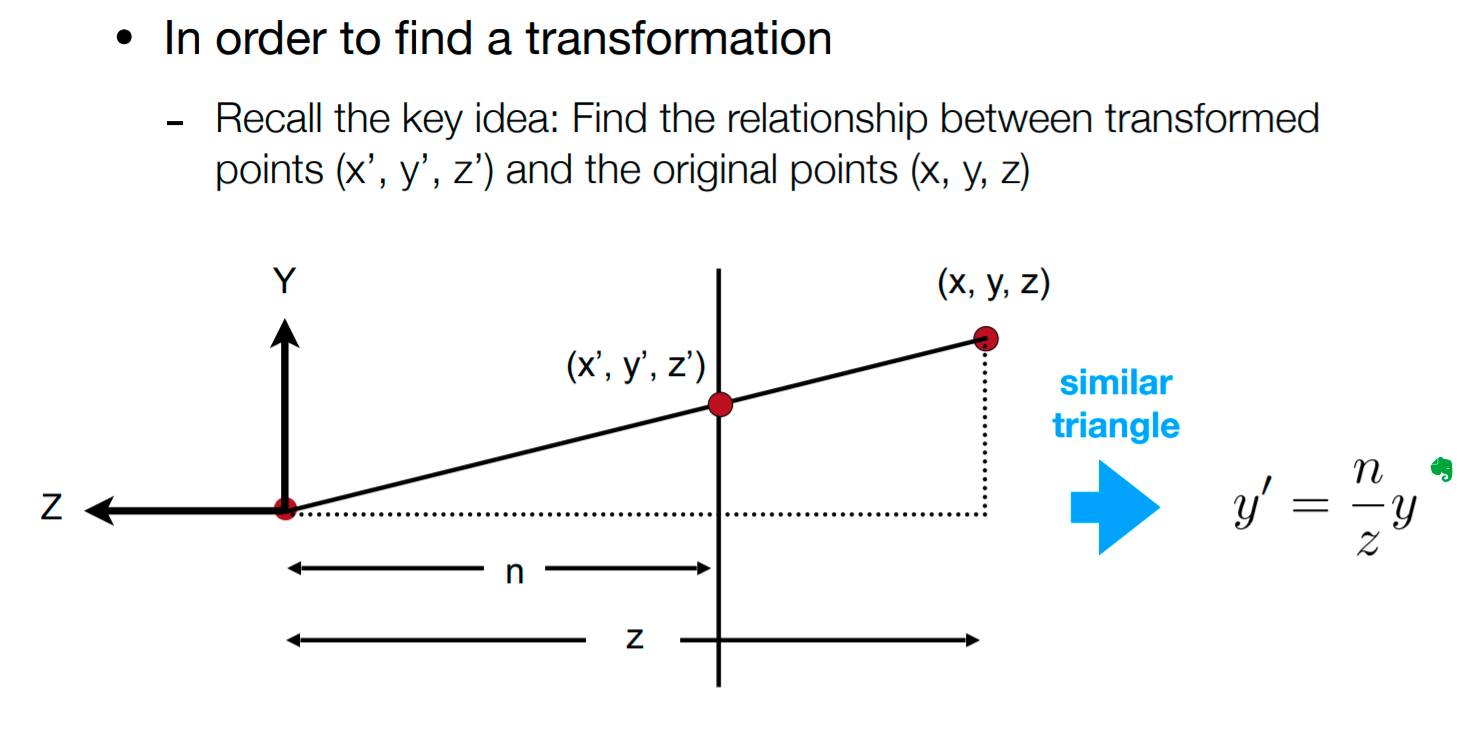 • In order to find a transformation
- Recall the key idea: Find the relationship between transformed
points (x’, y’, z’) and the original points (x, y, z)
Y
(x, y, z)
(x’, y’, z’)
similar
triangle
Z
y′ = n/z y
n
z